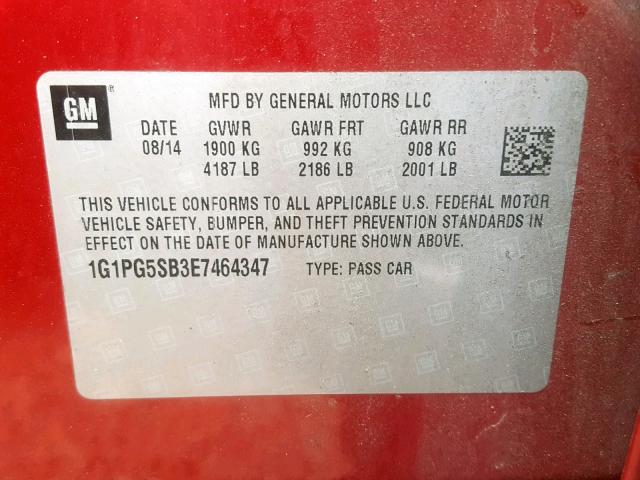 GM ®
MFD BY GENERAL MOTORS LLC
DATE GVWR GAWR FRT GAWR RR
08/14 1900 KG 992 KG 908 KG
4187 LB 2186 LB 2001 LB
THIS VEHICLE CONFORMS TO ALL APPLICABLE U.S. FEDERAL MOTOR
VEHICLE SAFETY, BUMPER, AND THEFT PREVENTION STANDARDS IN
EFFECT ON THE DATE OF MANUFACTURE SHOWN ABOVE.
1G1PG5SB3E7464347 TYPE: PASS CAR